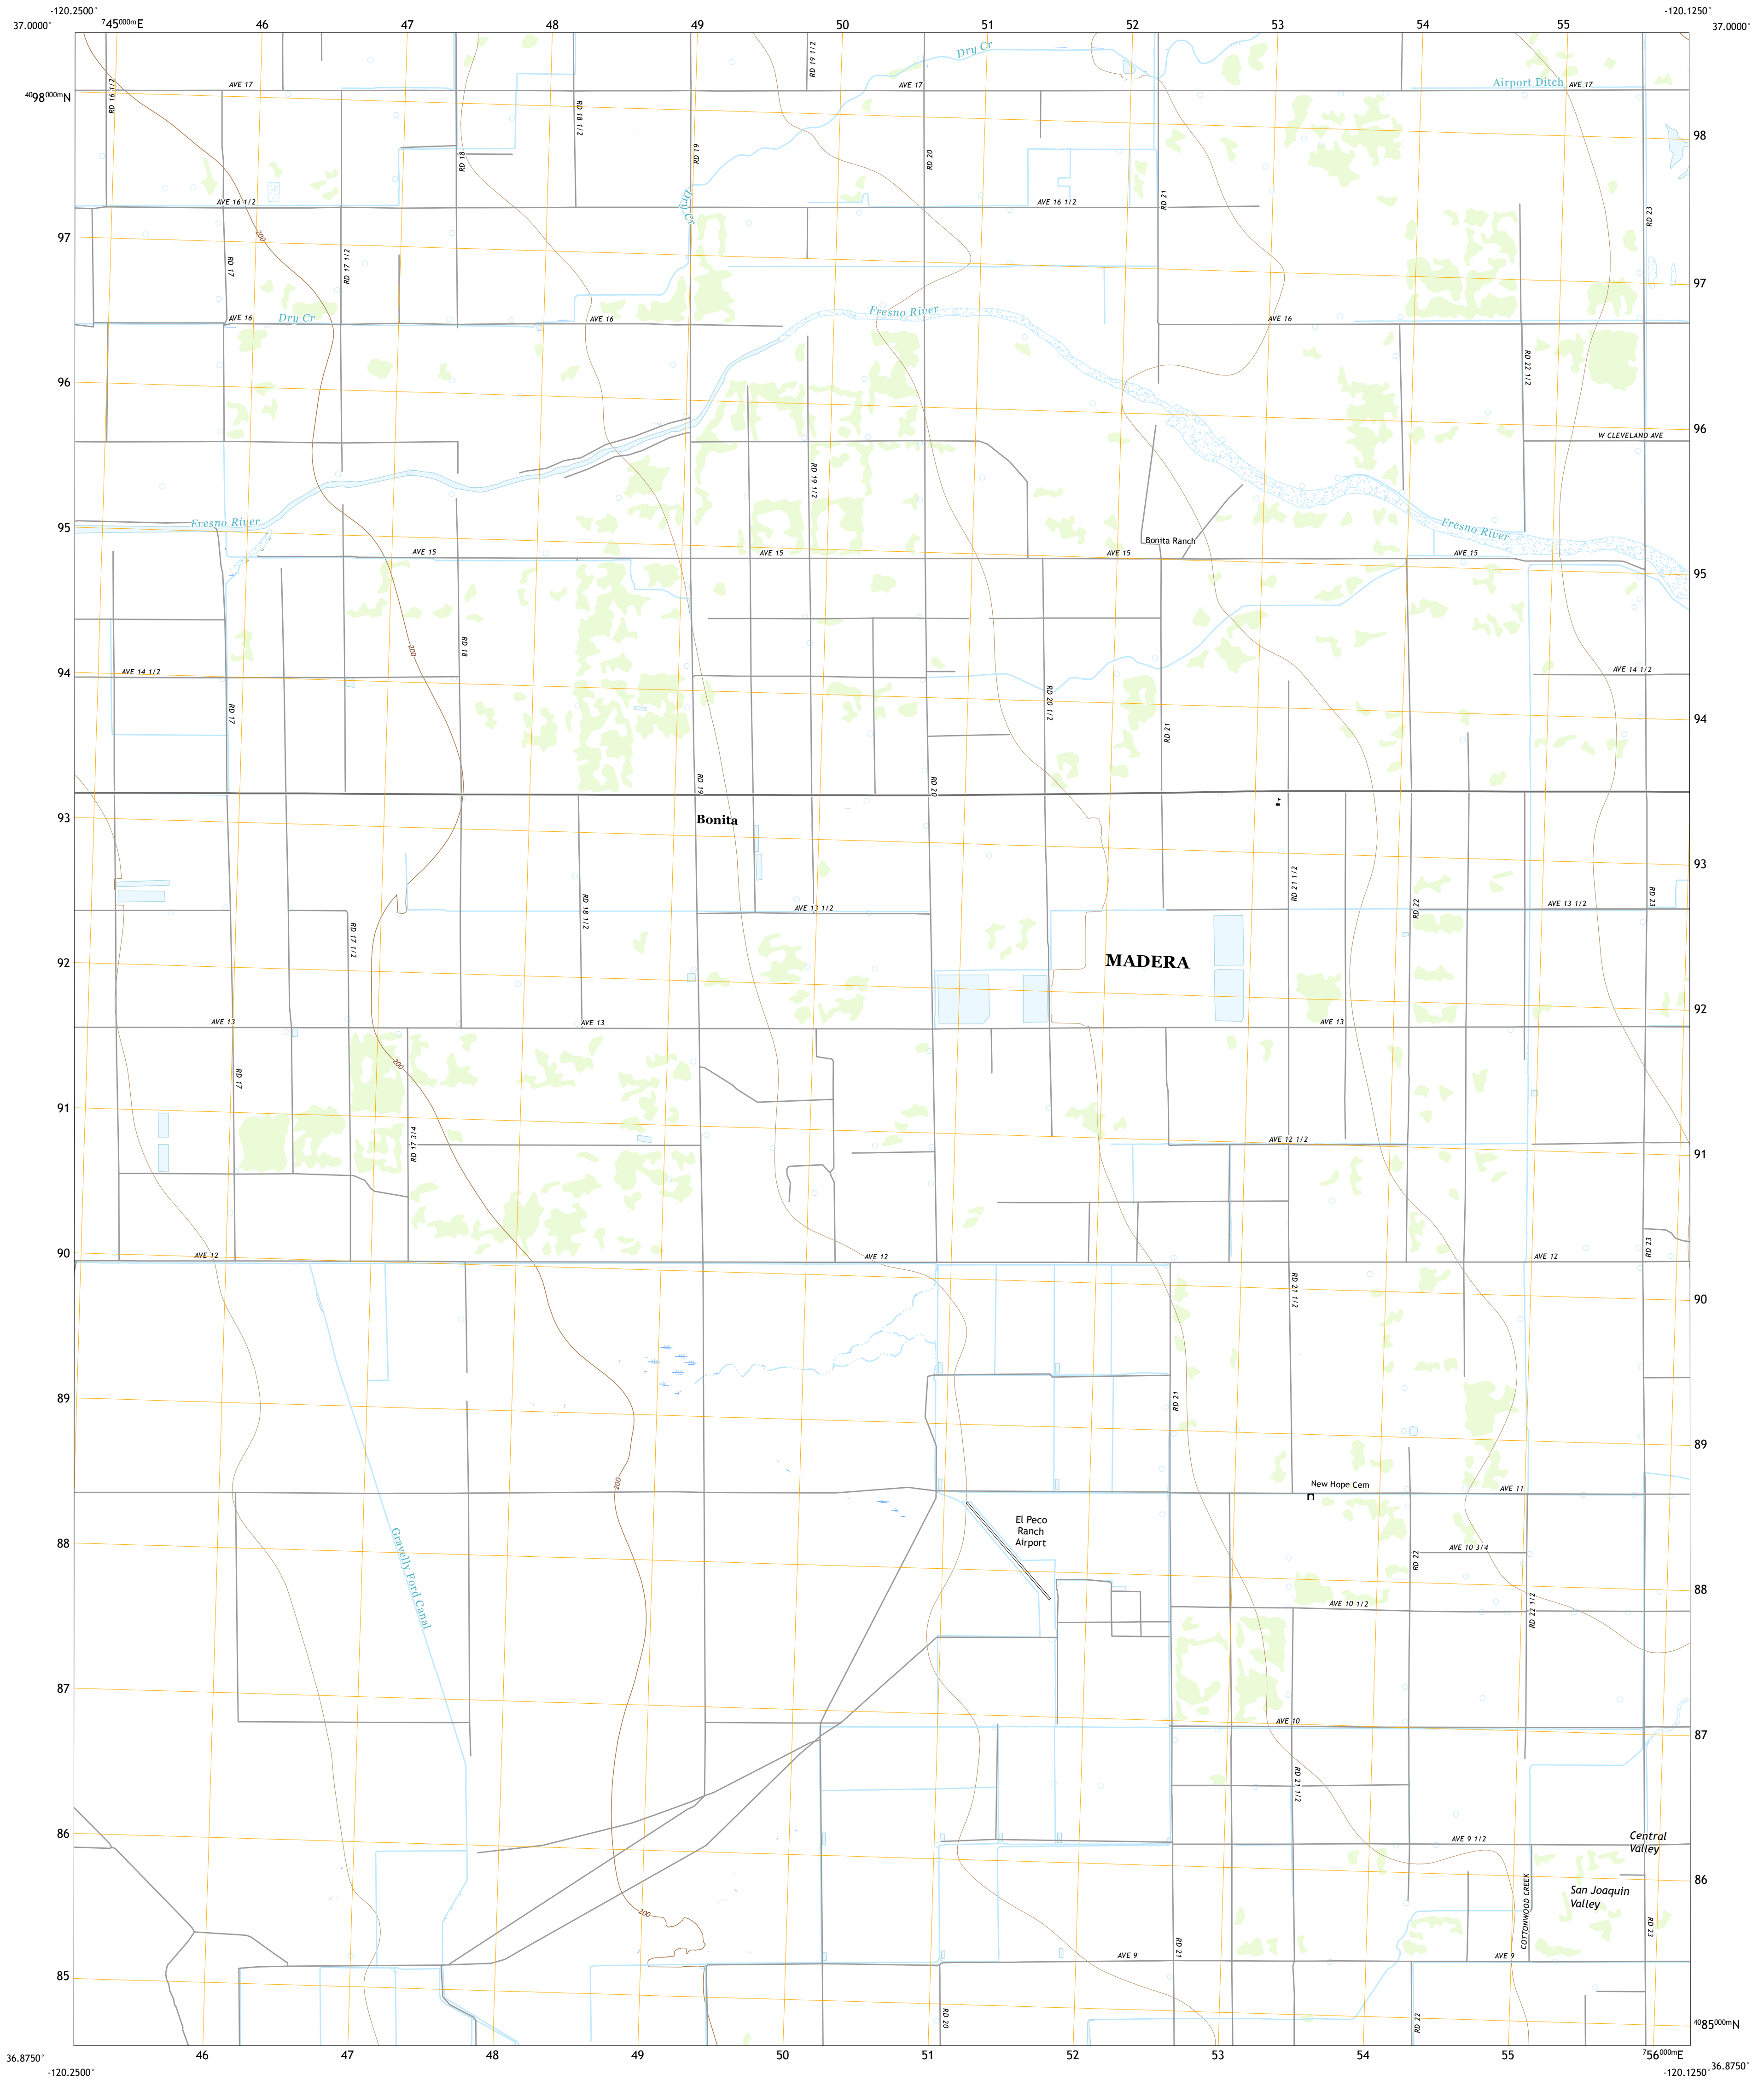 -120.2500°
-120.1250°
37.0000°
⁷45⁰⁰⁰ᵐE
46
47
48
49
50
51
52
53
54
55
37.0000°
Dry Cr
RD 19 1/2
RD 16 1/2
AVE 17
AVE 17
Airport Ditch
AVE 17
⁴⁰98⁰⁰⁰ᵐN
RD 18 1/2
98
RD 18
RD 19
RD 20
RD 21
Dry Cr
AVE 16 1/2
AVE 16 1/2
RD 23
97
200
RD 17
RD 17 1/2
97
AVE 16
Dry Cr
AVE 16
Fresno River
AVE 16
RD 22 1/2
96
96
W CLEVELAND AVE
RD 19 1/2
95
Fresno River
Fresno River
Bonita Ranch
AVE 15
AVE 15
AVE 15
AVE 15
95
200
RD 18
94
AVE 14 1/2
AVE 14 1/2
RD 17
RD 20 1/2
RD 21
94
RD 19
RD 20
93
Bonita
93
RD 21 1/2
RD 18 1/2
AVE 13 1/2
RD 22
AVE 13 1/2
RD 23
RD 17 1/2
92
MADERA
92
AVE 13
AVE 13
AVE 13
200
RD 17
91
RD 17 3/4
AVE 12 1/2
91
90
AVE 12
AVE 12
AVE 12
RD 23
RD 21 1/2
90
89
RD 21
89
200
New Hope Cem
AVE 11
El Peco
Ranch
Airport
88
Gravelly Ford Canal
AVE 10 3/4
RD 22
88
AVE 10 1/2
RD 22 1/2
87
AVE 10
87
RD 21 1/2
86
AVE 9 1/2
Central
Valley
86
San Joaquin
Valley
COTTONWOOD CREEK
200
RD 23
RD 21
AVE 9
AVE 9
85
RD 20
RD 22
⁴⁰85⁰⁰⁰ᵐN
36.8750°
46
47
48
49
50
51
52
53
54
55
⁷56⁰⁰⁰ᵐE
36.8750°
-120.2500°
-120.1250°